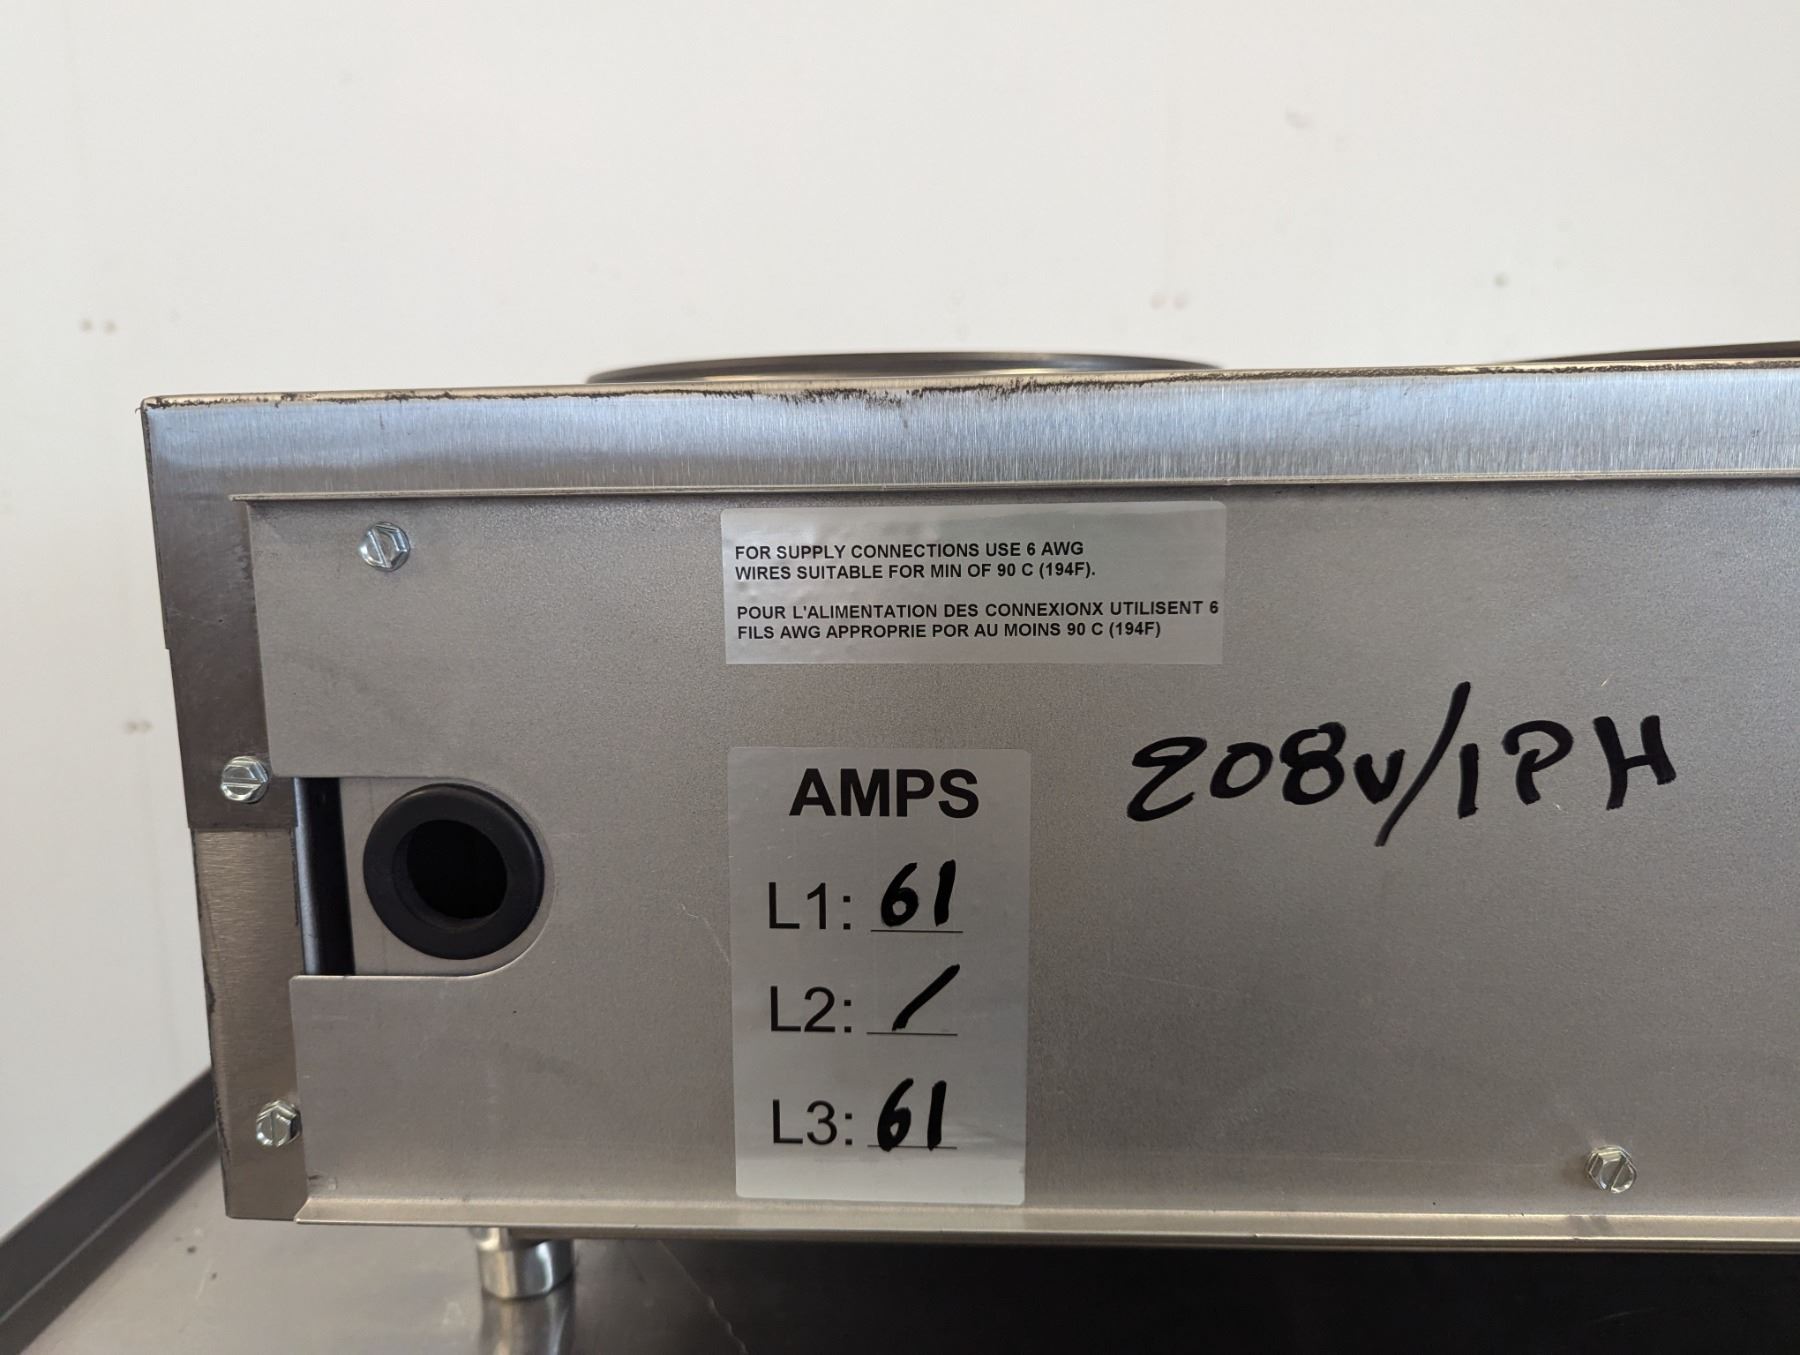 FOR SUPPLY CONNECTIONS USE 6 AWG
WIRES SUITABLE FOR MIN OF 90 C (194F).
POUR L'ALIMENTATION DES CONNEXIONX UTILISENT 6
FILS AWG APPROPRIE POR AU MOINS 90 C (194F)
208V/1PH
AMPS
L1: 61
L2: /
L3: 61